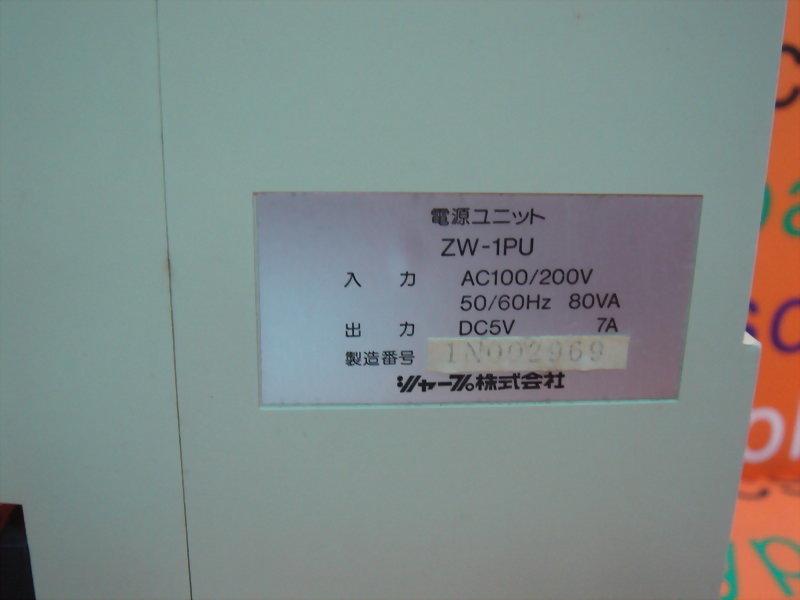 電源ユニット
ZW-1PU
入 力 AC100/200V
50/60Hz 80VA
出 力 DC5V 7A
製造番号 1N002969
シャープ株式会社